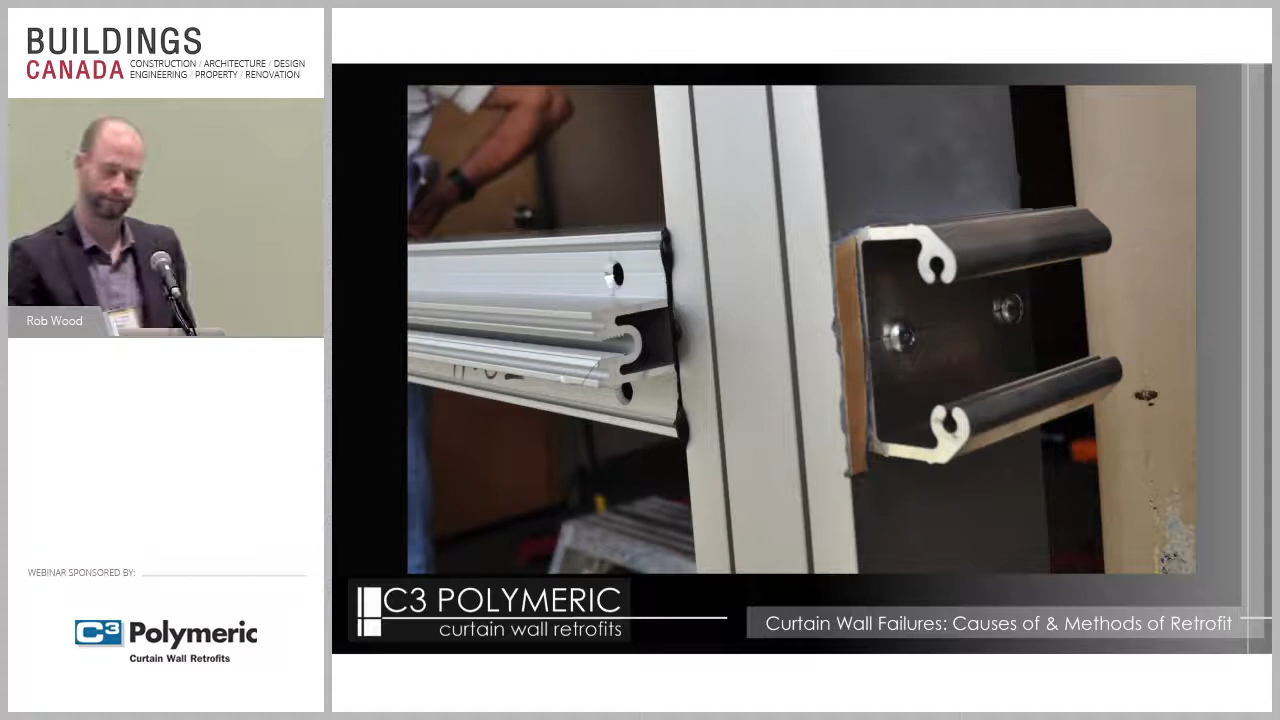 BUILDINGS
CANADA
CONSTRUCTION / ARCHITECTURE / DESIGN
ENGINEERING / PROPERTY / RENOVATION
Rob Wood
WEBINAR SPONSORED BY:
C3 Polymeric
Curtain Wall Retrofits
C3 POLYMERIC
curtain wall retrofits
Curtain Wall Failures: Causes of & Methods of Retrofit